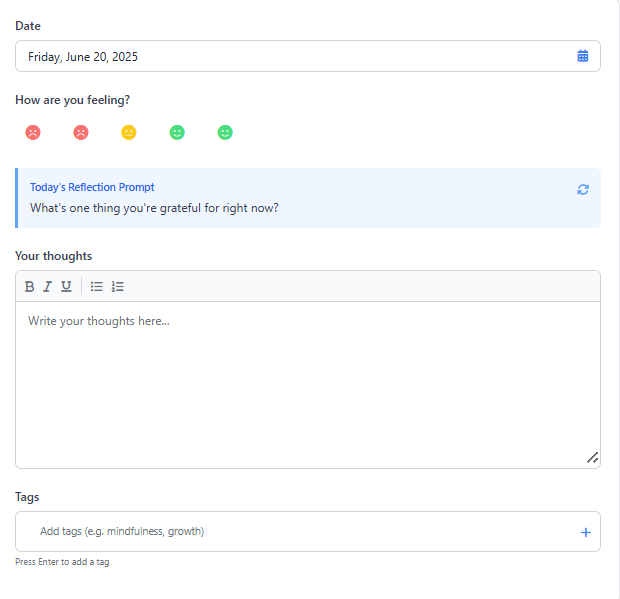 Date
Friday, June 20, 2025
How are you feeling?
Today's Reflection Prompt
What's one thing you're grateful for right now?
Your thoughts
B I U
Write your thoughts here...
Tags
Add tags (e.g. mindfulness, growth)
Press Enter to add a tag